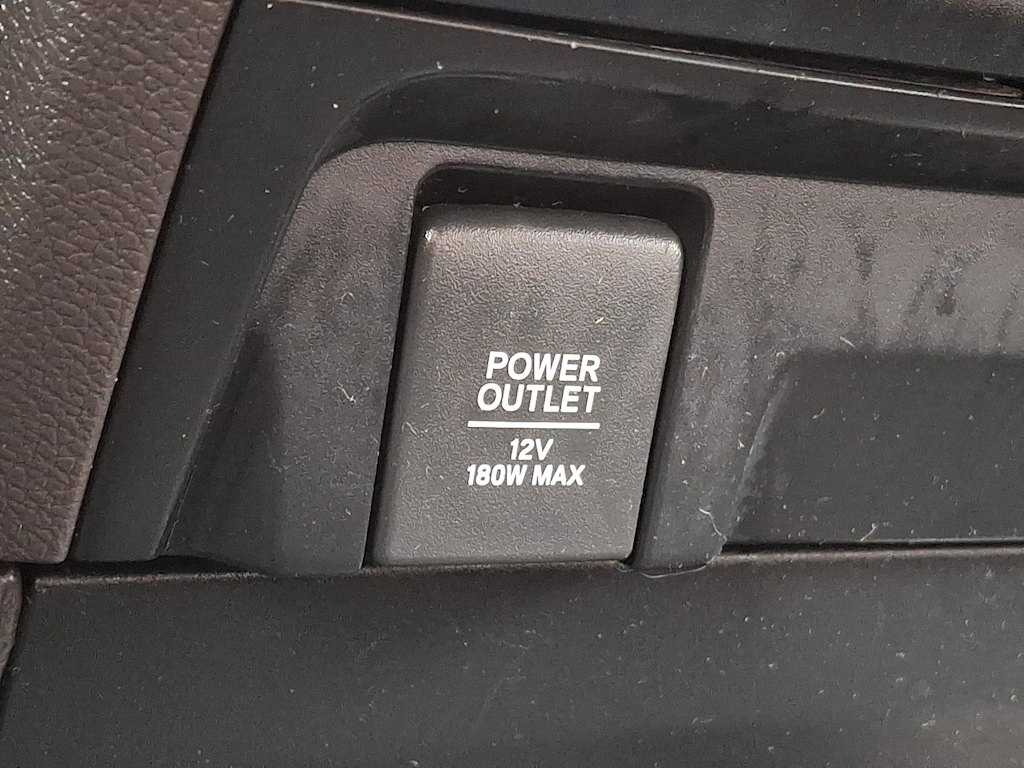 POWER
OUTLET
12V
180W MAX